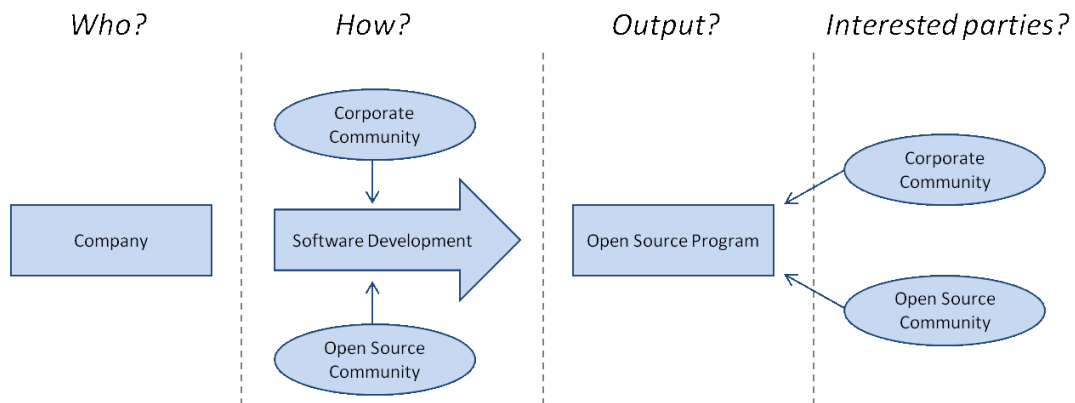 Who?
How?
Output?
Interested parties?
Corporate
Community
Company
Software Development
Open Source
Community
Open Source Program
Corporate
Community
Open Source
Community